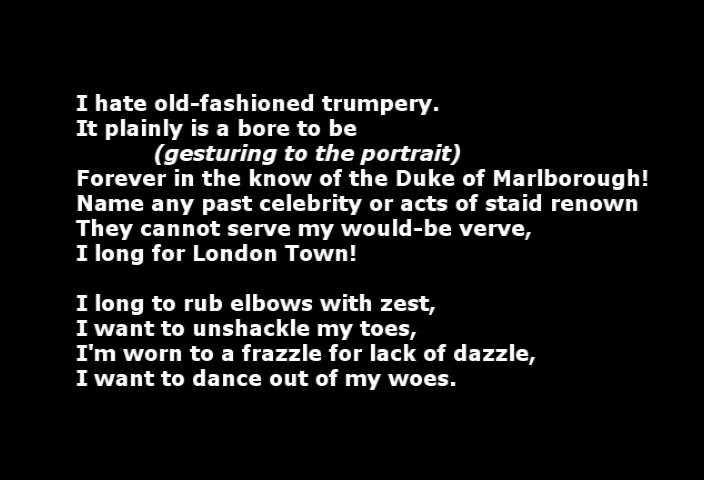 I hate old-fashioned trumpery.
It plainly is a bore to be
(gesturing to the portrait)
Forever in the know of the Duke of Marlborough!
Name any past celebrity or acts of staid renown
They cannot serve my would-be verve,
I long for London Town!

I long to rub elbows with zest,
I want to unshackle my toes,
I'm worn to a frazzle for lack of dazzle,
I want to dance out of my woes.